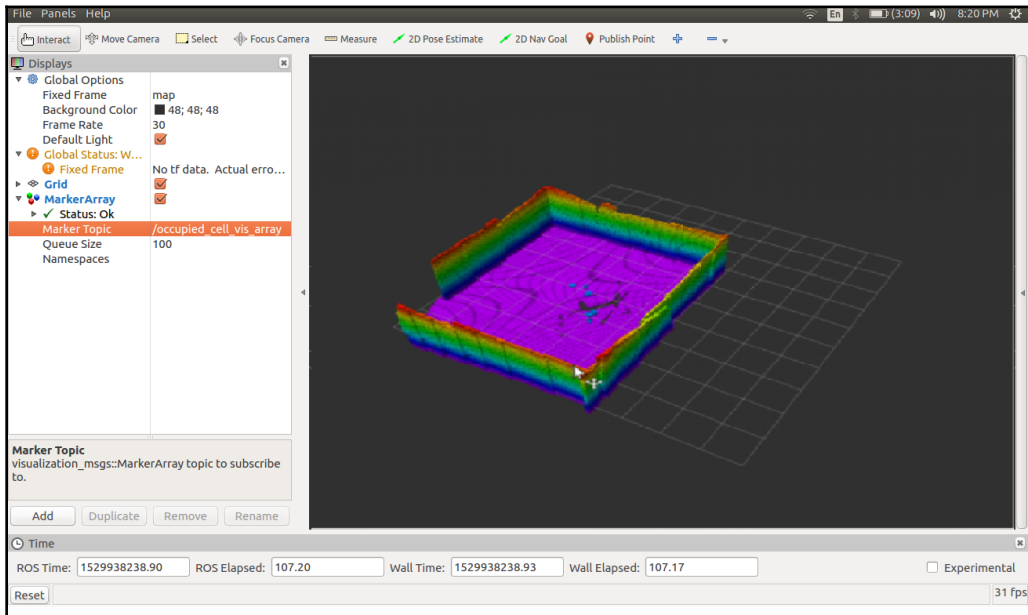 File Panels Help
En (3:09) 8:20 PM
Interact Move Camera Select Focus Camera Measure 2D Pose Estimate 2D Nav Goal Publish Point
Displays
Global Options
Fixed Frame map
Background Color 48; 48; 48
Frame Rate 30
Default Light
Global Status: W...
Fixed Frame No tf data. Actual erro...
Grid
MarkerArray
Status: Ok
Marker Topic /occupied_cell_vis_array
Queue Size 100
Namespaces
Marker Topic
visualization_msgs::MarkerArray topic to subscribe
to.
Add Duplicate Remove Rename
Time
ROS Time: 1529938238.90 ROS Elapsed: 107.20 Wall Time: 1529938238.93 Wall Elapsed: 107.17 Experimental
Reset 31 fps